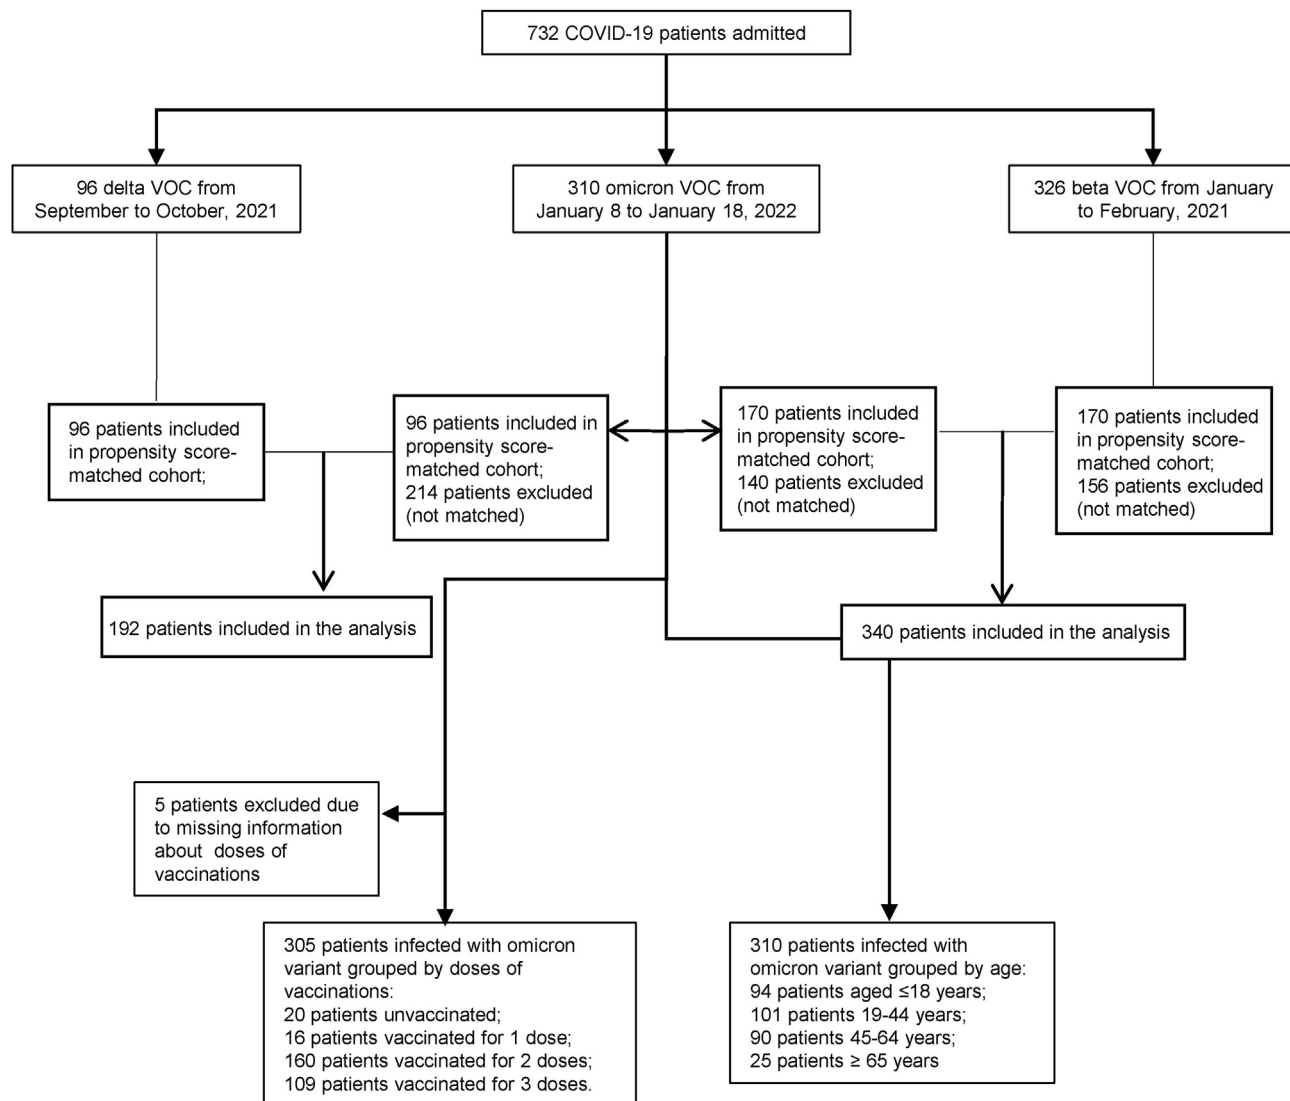 732 COVID-19 patients admitted
96 delta VOC from
September to October, 2021
310 omicron VOC from
January 8 to January 18, 2022
326 beta VOC from January
to February, 2021
96 patients included
in propensity score-
matched cohort;
96 patients included in
propensity score-
matched cohort;
214 patients excluded
(not matched)
170 patients included
in propensity score-
matched cohort;
140 patients excluded
(not matched)
170 patients included
in propensity score-
matched cohort;
156 patients excluded
(not matched)
192 patients included in the analysis
340 patients included in the analysis
5 patients excluded due
to missing information
about doses of
vaccinations
305 patients infected with omicron
variant grouped by doses of
vaccinations:
20 patients unvaccinated;
16 patients vaccinated for 1 dose;
160 patients vaccinated for 2 doses;
109 patients vaccinated for 3 doses.
310 patients infected with
omicron variant grouped by age:
94 patients aged ≤18 years;
101 patients 19-44 years;
90 patients 45-64 years;
25 patients ≥ 65 years